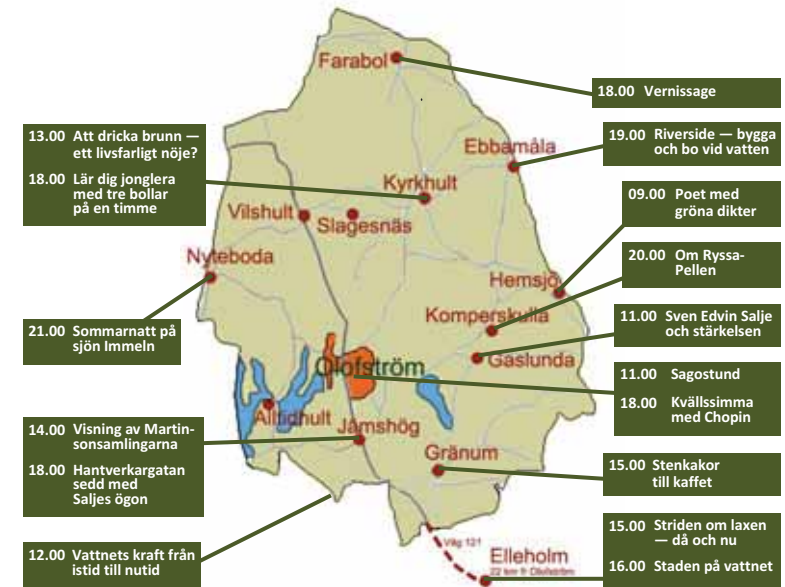 Farabol
18.00 Vernissage
13.00 Att dricka brunn —
ett livsfarligt nöje?
18.00 Lär dig jonglera
med tre bollar
på en timme
Ebbamåla
19.00 Riverside — bygga
och bo vid vatten
Kyrkhult
Vilshult
Slagesnäs
09.00 Poet med
gröna dikter
Nyteboda
20.00 Om Ryssa-
Pellen
Hemsjö
Komperskulla
21.00 Sommarnatt på
sjön Immeln
11.00 Sven Edvin Salje
och stärkelsen
Gaslunda
Olofström
11.00 Sagostund
18.00 Kvällssimma
med Chopin
Alltidhult
Jämshög
14.00 Visning av Martin-
sonsamlingarna
18.00 Hantverkargatan
sedd med
Saljes ögon
Gränum
15.00 Stenkakor
till kaffet
12.00 Vattnets kraft från
istid till nutid
Väg 121
Elleholm
22 km fr Olofström
15.00 Striden om laxen
— då och nu
16.00 Staden på vattnet